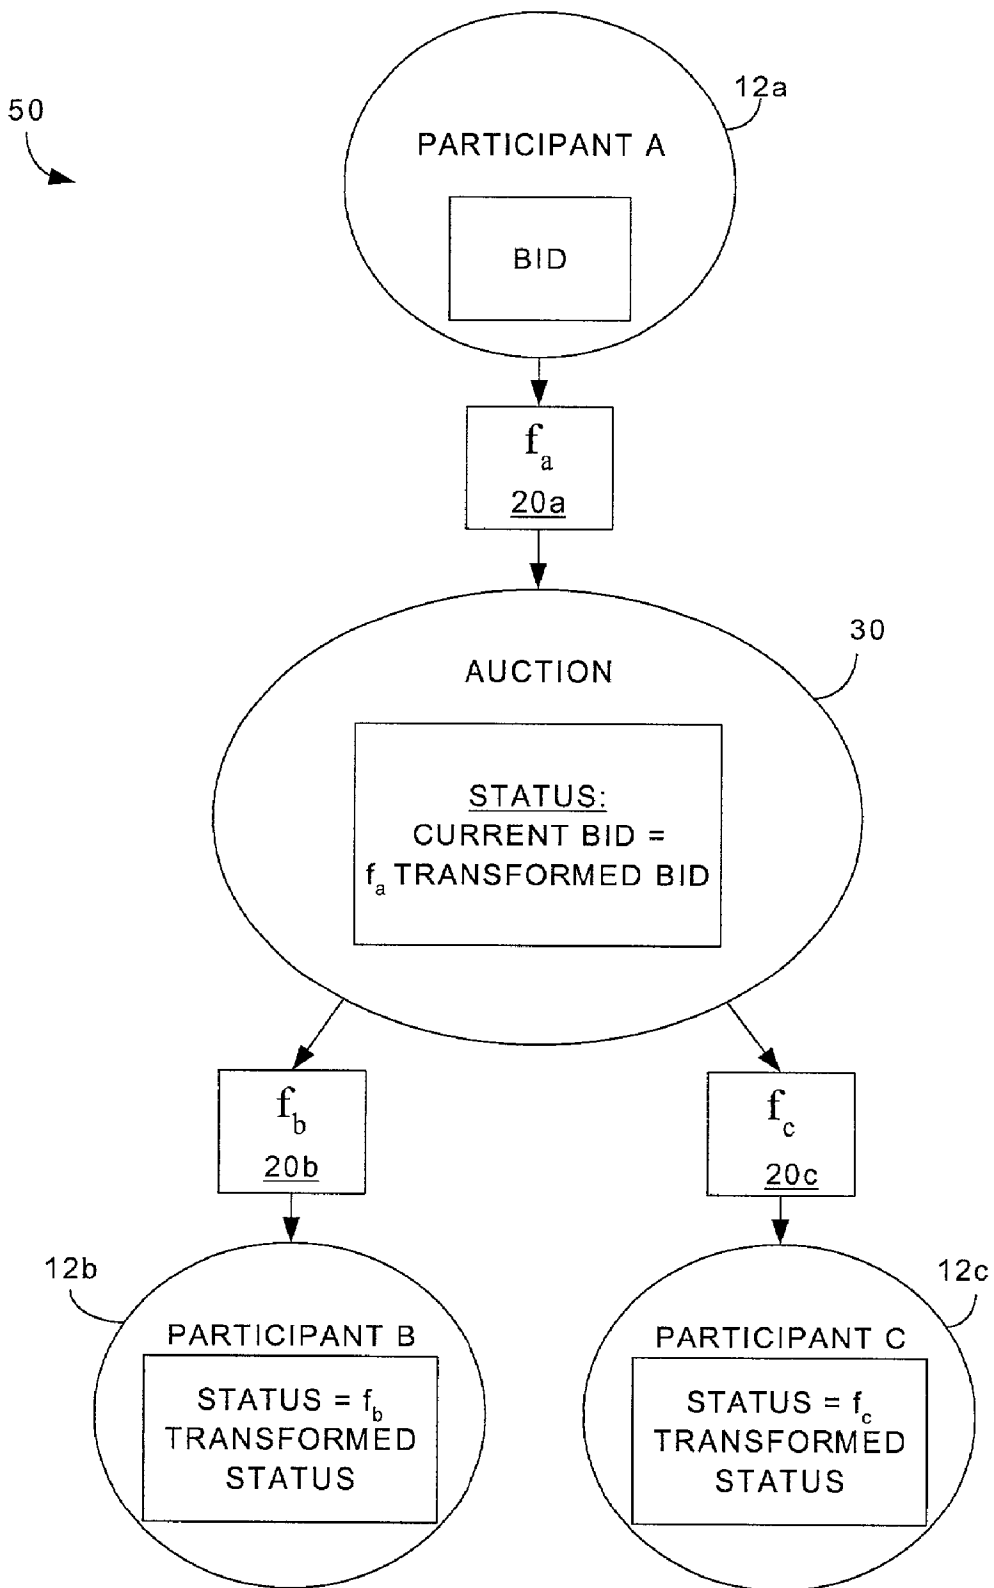 50
12a
PARTICIPANT A
BID
fa
20a
30
AUCTION
STATUS:
CURRENT BID =
fa TRANSFORMED BID
fb
20b
fc
20c
12b
12c
PARTICIPANT B
STATUS = fb
TRANSFORMED
STATUS
PARTICIPANT C
STATUS = fc
TRANSFORMED
STATUS